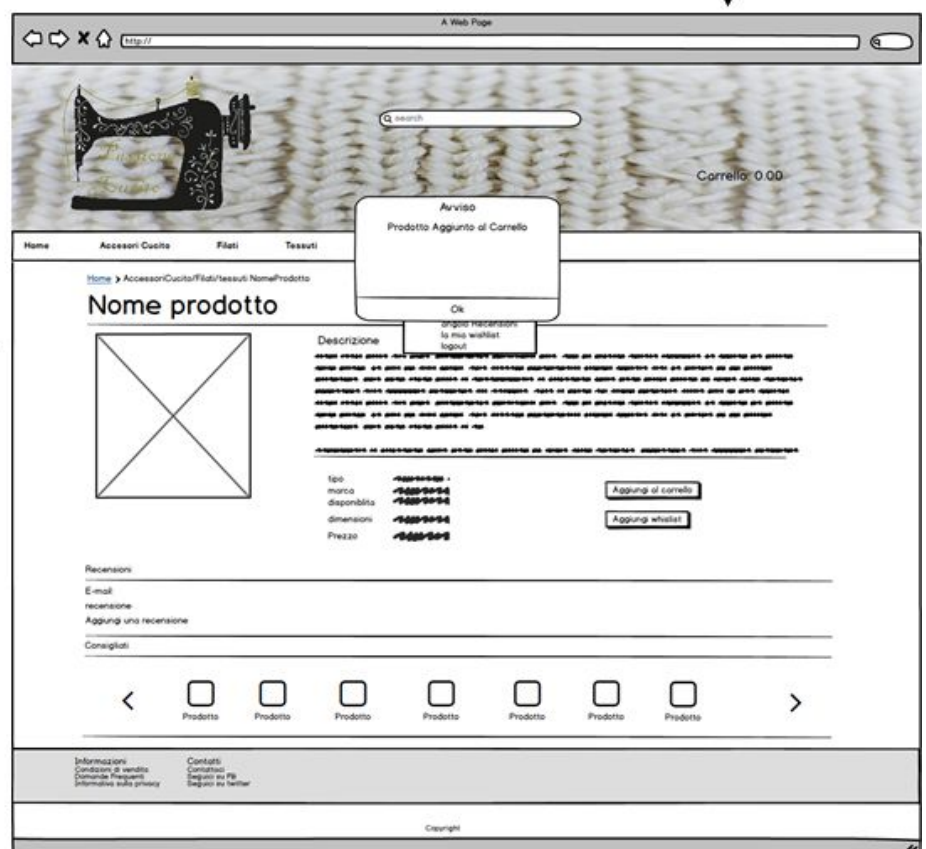 A Web Page
http://
search
Carrello: 0.00
Avviso
Prodotto Aggiunto al Carrello
Ok
Home
Accesori Cucito
Filati
Tessuti
Home > AccessoriCucito/Filati/tessuti NomeProdotto
Nome prodotto
angolo Recensioni
la mia wishlist
logout
Descrizione
tipo
marca
disponiblita
dimensioni
Prezzo
Aggiungi al carrello
Aggiungi whislist
Recensioni
E-mail
recensione
Aggiungi una recensione
Consigliati
Prodotto Prodotto Prodotto Prodotto Prodotto Prodotto Prodotto
Informazioni
Condizioni di vendita
Domande Frequenti
Informativa sulla privacy
Contatti
Contattaci
Seguici su FB
Seguici su twitter
Copyright